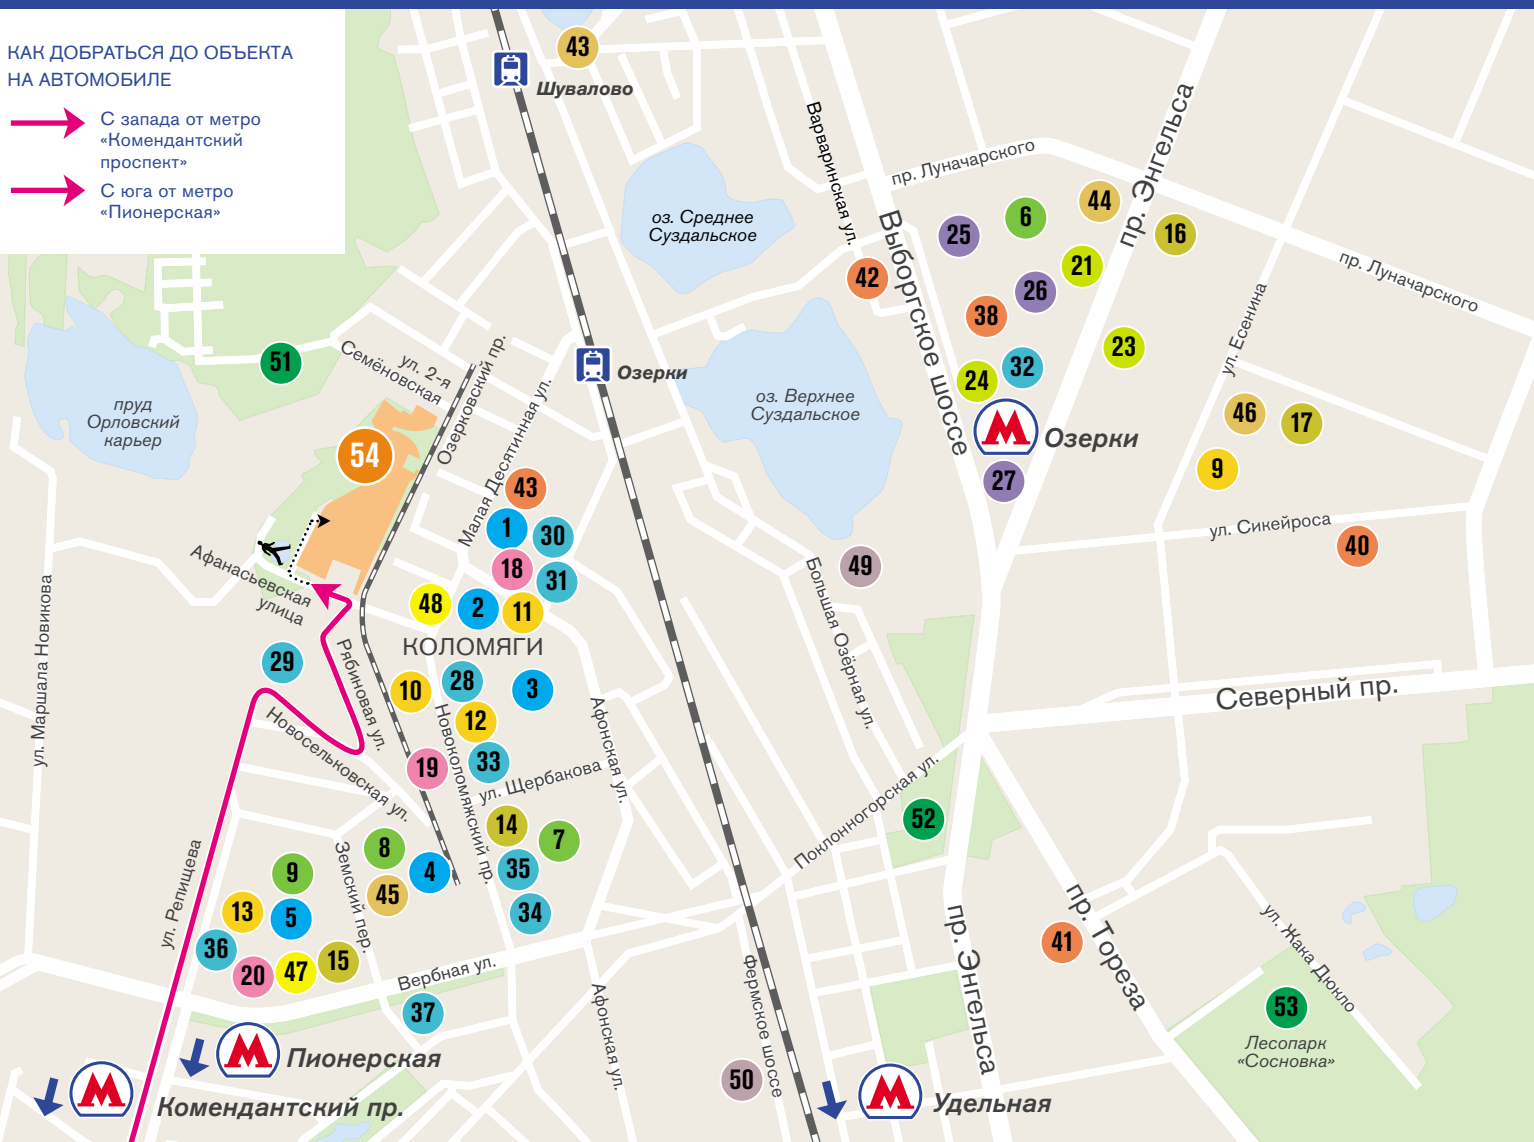 КАК ДОБРАТЬСЯ ДО ОБЪЕКТА
НА АВТОМОБИЛЕ
С запада от метро
«Комендантский
проспект»
С юга от метро
«Пионерская»
43
Шувалово
Варваринская ул.
пр. Луначарского
пр. Энгельса
оз. Среднее
Суздальское
Выборгское шоссе
25
6
44
16
21
42
26
38
пр. Луначарского
ул. Есенина
23
32
24
51
ул. 2-я
Семёновская
Озерковский пр.
Озерки
пруд
Орловский
карьер
оз. Верхнее
Суздальское
Малая Десятинная ул.
54
М
Озерки
46
17
9
27
43
1
30
18
31
ул. Сикейроса
40
49
Афанасьевская
улица
48
2
11
КОЛОМЯГИ
Большая Озёрная ул.
ул. Маршала Новикова
29
Рябиновая ул.
10
28
3
12
Северный пр.
Новосельковская ул.
Новоколомяжский пр.
Афонская ул.
19
33
ул. Щербакова
Поклонногорская ул.
52
14
7
8
4
35
45
34
Земский пер.
ул. Репищева
9
13
5
36
20
47
15
Вербная ул.
37
пр. Энгельса
пр. Тореза
41
ул. Жака Дюкло
53
Лесопарк
«Сосновка»
Афонская ул.
Фермское шоссе
50
М
Пионерская
М
Комендантский пр.
М
Удельная